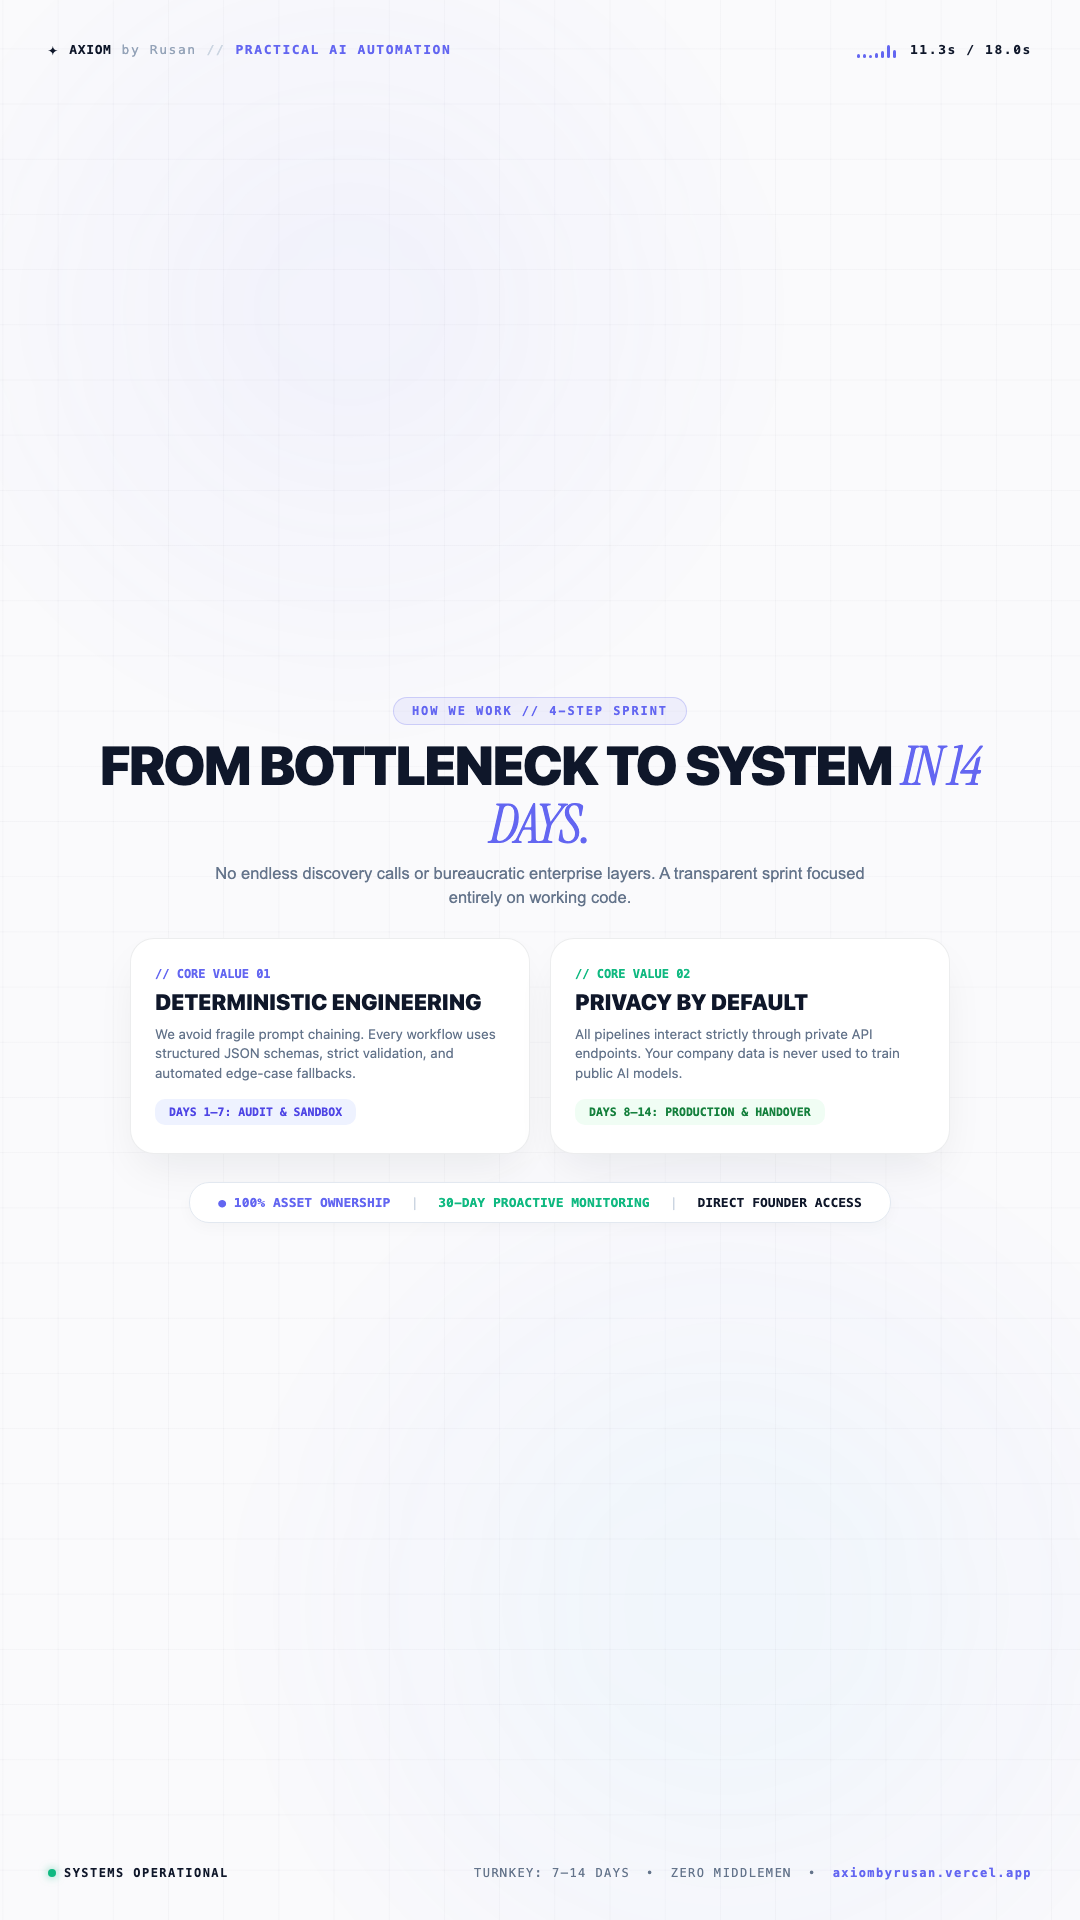 ✦ AXIOM by Rusan // PRACTICAL AI AUTOMATION
11.3s / 18.0s
HOW WE WORK // 4-STEP SPRINT
FROM BOTTLENECK TO SYSTEM IN 14
DAYS.
No endless discovery calls or bureaucratic enterprise layers. A transparent sprint focused
entirely on working code.
// CORE VALUE 01
DETERMINISTIC ENGINEERING
We avoid fragile prompt chaining. Every workflow uses
structured JSON schemas, strict validation, and
automated edge-case fallbacks.
DAYS 1–7: AUDIT & SANDBOX
// CORE VALUE 02
PRIVACY BY DEFAULT
All pipelines interact strictly through private API
endpoints. Your company data is never used to train
public AI models.
DAYS 8–14: PRODUCTION & HANDOVER
● 100% ASSET OWNERSHIP | 30-DAY PROACTIVE MONITORING | DIRECT FOUNDER ACCESS
SYSTEMS OPERATIONAL
TURNKEY: 7–14 DAYS • ZERO MIDDLEMEN • axiombyrusan.vercel.app